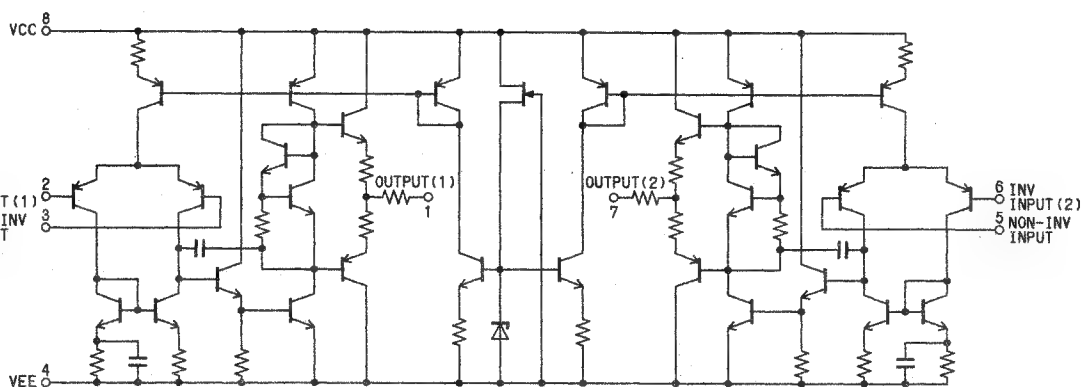 8
VCC
2
T(1)
3
INV
T
OUTPUT(1)
1
OUTPUT(2)
7
6 INV
INPUT(2)
5 NON-INV
INPUT
4
VEE